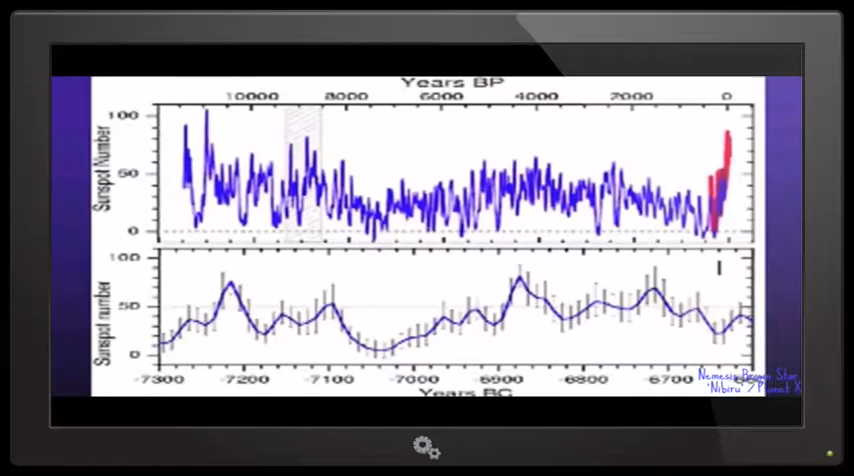 Years BP
10000 8000 6000 4000 2000 0
100
50
0
Sunspot Number
100
50
0
Sunspot number
-7300 -7200 -7100 -7000 -6900 -6800 -6700
Years BC
Nemesis Brown Star
'Nibiru' / Planet X